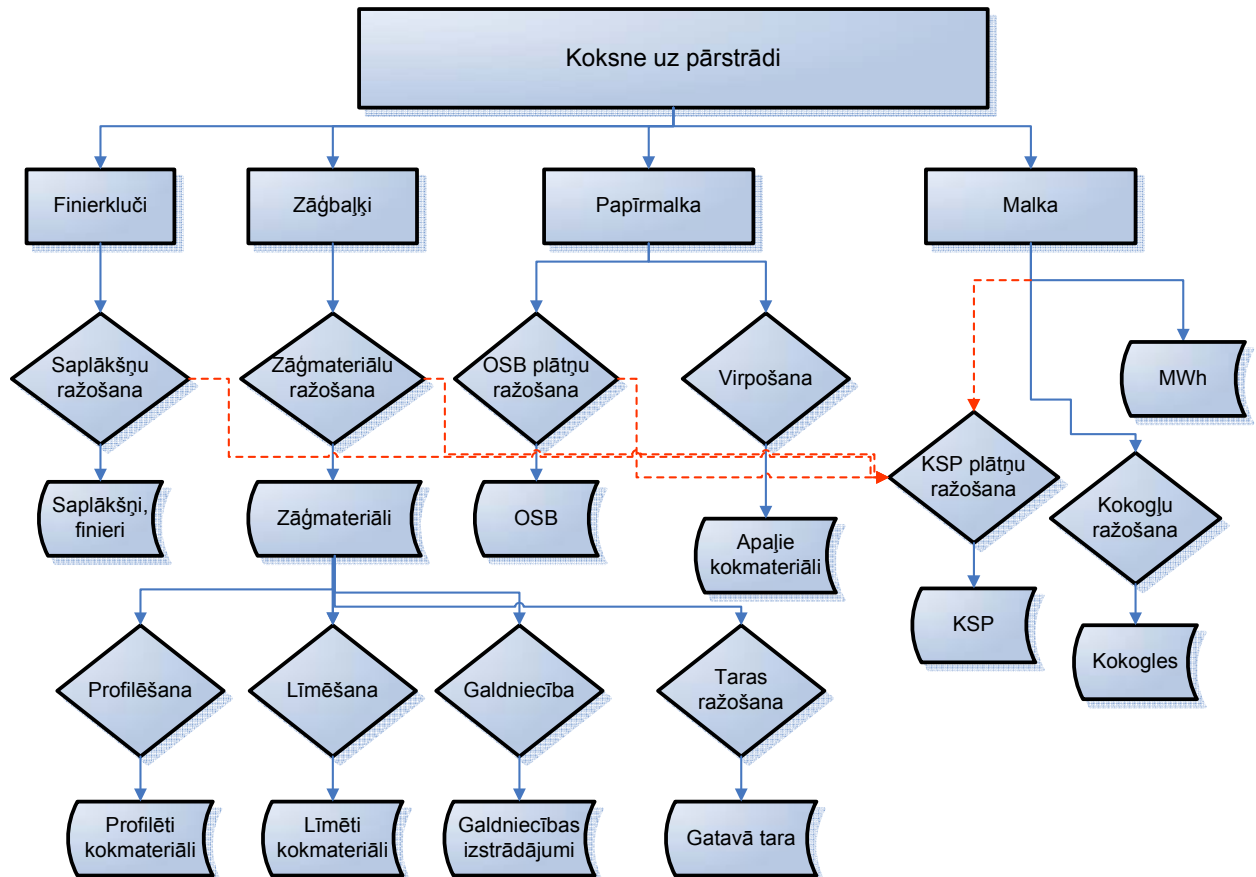 Koksne uz pārstrādi
Finierkluči
Zāģbaļķi
Papīrmalka
Malka
Saplākšņu
ražošana
Zāģmateriālu
ražošana
OSB plātņu
ražošana
Virpošana
MWh
KSP plātņu
ražošana
Kokogļu
ražošana
Saplākšņi,
finieri
Zāģmateriāli
OSB
Apaļie
kokmateriāli
KSP
Kokogles
Profilēšana
Līmēšana
Galdniecība
Taras
ražošana
Profilēti
kokmateriāli
Līmēti
kokmateriāli
Galdniecības
izstrādājumi
Gatavā tara